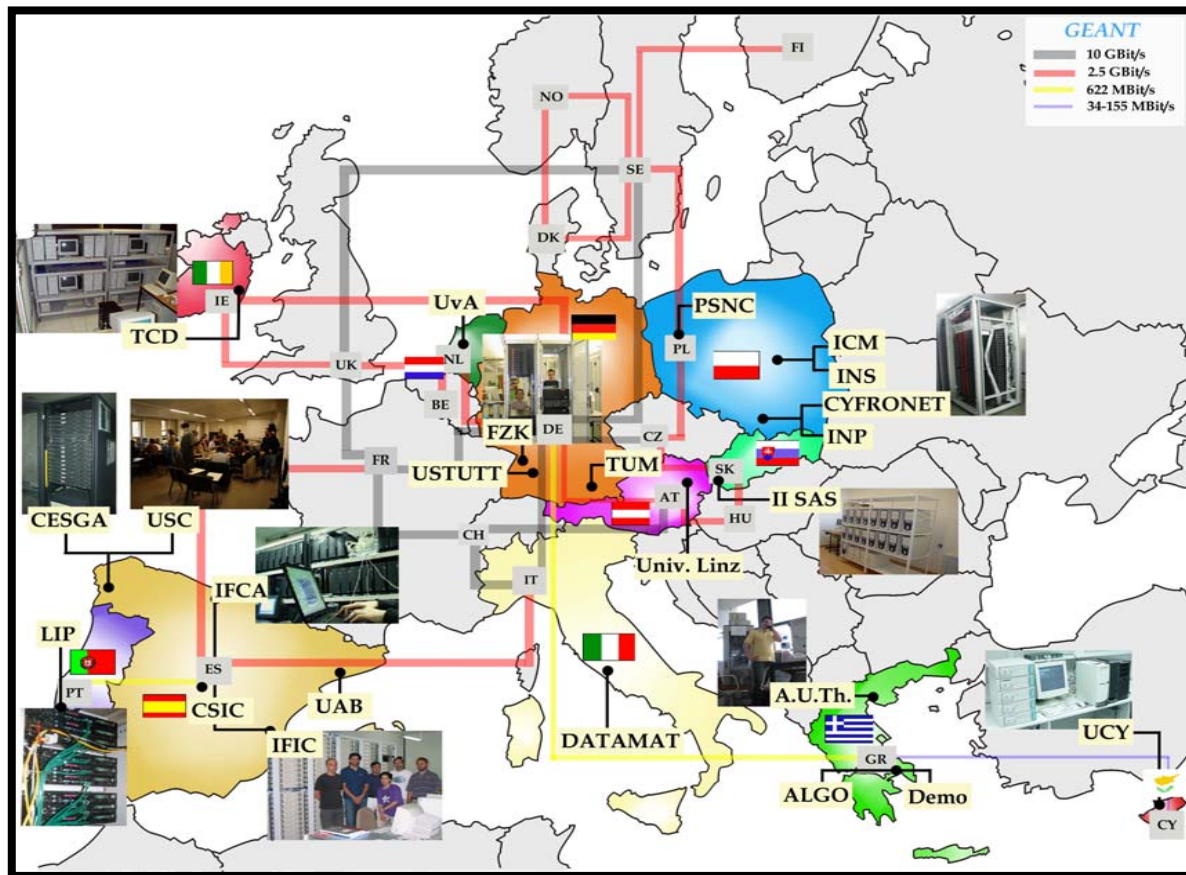 GEANT
10 GBit/s
2.5 GBit/s
622 MBit/s
34-155 MBit/s
FI
NO
SE
DK
UvA
PSNC
IE
TCD
UK
NL
PL
ICM
INS
BE
CYFRONET
FZK
DE
CZ
INP
FR
USTUTT
TUM
SK
II SAS
CESGA
USC
AT
HU
CH
Univ. Linz
IT
IFCA
LIP
ES
PT
CSIC
UAB
A.U.Th.
UCY
IFIC
DATAMAT
GR
ALGO
Demo
CY